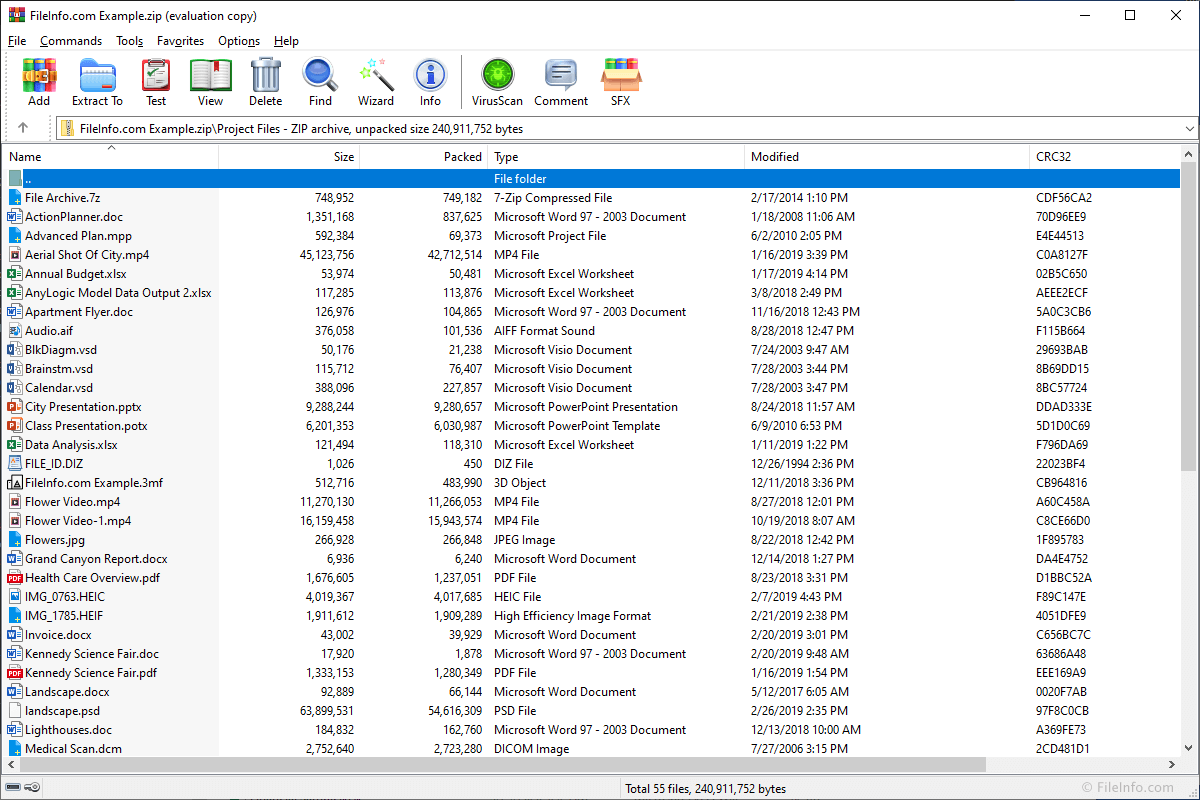 FileInfo.com Example.zip (evaluation copy)
File Commands Tools Favorites Options Help
Add Extract To Test View Delete Find Wizard Info VirusScan Comment SFX
FileInfo.com Example.zip\Project Files - ZIP archive, unpacked size 240,911,752 bytes
Name Size Packed Type Modified CRC32
.. File folder
File Archive.7z 748,952 749,182 7-Zip Compressed File 2/17/2014 1:10 PM CDF56CA2
ActionPlanner.doc 1,351,168 837,625 Microsoft Word 97 - 2003 Document 1/18/2008 11:06 AM 70D96EE9
Advanced Plan.mpp 592,384 69,373 Microsoft Project File 6/2/2010 2:05 PM E4E44513
Aerial Shot Of City.mp4 45,123,756 42,712,514 MP4 File 1/16/2019 3:39 PM C0A8127F
Annual Budget.xlsx 53,974 50,481 Microsoft Excel Worksheet 1/17/2019 4:14 PM 02B5C650
AnyLogic Model Data Output 2.xlsx 117,285 113,876 Microsoft Excel Worksheet 3/8/2018 2:49 PM AEEE2ECF
Apartment Flyer.doc 126,976 104,865 Microsoft Word 97 - 2003 Document 11/16/2018 12:43 PM 5A0C3CB6
Audio.aif 376,058 101,536 AIFF Format Sound 8/28/2018 12:47 PM F115B664
BlkDiagm.vsd 50,176 21,238 Microsoft Visio Document 7/24/2003 9:47 AM 29693BAB
Brainstm.vsd 115,712 76,407 Microsoft Visio Document 7/28/2003 3:44 PM 8B69DD15
Calendar.vsd 388,096 227,857 Microsoft Visio Document 7/28/2003 3:47 PM 8BC57724
City Presentation.pptx 9,288,244 9,280,657 Microsoft PowerPoint Presentation 8/24/2018 11:57 AM DDAD333E
Class Presentation.potx 6,201,353 6,030,987 Microsoft PowerPoint Template 6/9/2010 6:53 PM 5D1D0C69
Data Analysis.xlsx 121,494 118,310 Microsoft Excel Worksheet 1/11/2019 1:22 PM F796DA69
FILE_ID.DIZ 1,026 450 DIZ File 12/26/1994 2:36 PM 22023BF4
FileInfo.com Example.3mf 512,716 483,990 3D Object 12/11/2018 3:36 PM CB964816
Flower Video.mp4 11,270,130 11,266,053 MP4 File 8/27/2018 12:01 PM A60C458A
Flower Video-1.mp4 16,159,458 15,943,574 MP4 File 10/19/2018 8:07 AM C8CE66D0
Flowers.jpg 266,928 266,848 JPEG Image 8/22/2018 12:42 PM 1F895783
Grand Canyon Report.docx 6,936 6,240 Microsoft Word Document 12/14/2018 1:27 PM DA4E4752
Health Care Overview.pdf 1,676,605 1,237,051 PDF File 8/23/2018 3:31 PM D1BBC52A
IMG_0763.HEIC 4,019,367 4,017,685 HEIC File 2/7/2019 4:43 PM F89C147E
IMG_1785.HEIF 1,911,612 1,909,289 High Efficiency Image Format 2/21/2019 2:38 PM 4051DFE9
Invoice.docx 43,002 39,929 Microsoft Word Document 2/20/2019 3:01 PM C656BC7C
Kennedy Science Fair.doc 17,920 1,878 Microsoft Word 97 - 2003 Document 2/20/2019 9:48 AM 63686A48
Kennedy Science Fair.pdf 1,333,153 1,280,349 PDF File 1/16/2019 1:54 PM EEE169A9
Landscape.docx 92,889 66,144 Microsoft Word Document 5/12/2017 6:05 AM 0020F7AB
landscape.psd 63,899,531 54,616,309 PSD File 2/26/2019 2:35 PM 97F8C0CB
Lighthouses.doc 184,832 162,760 Microsoft Word 97 - 2003 Document 12/13/2018 10:00 AM A369FE73
Medical Scan.dcm 2,752,640 2,723,280 DICOM Image 7/27/2006 3:15 PM 2CD481D1
Total 55 files, 240,911,752 bytes
© FileInfo.com